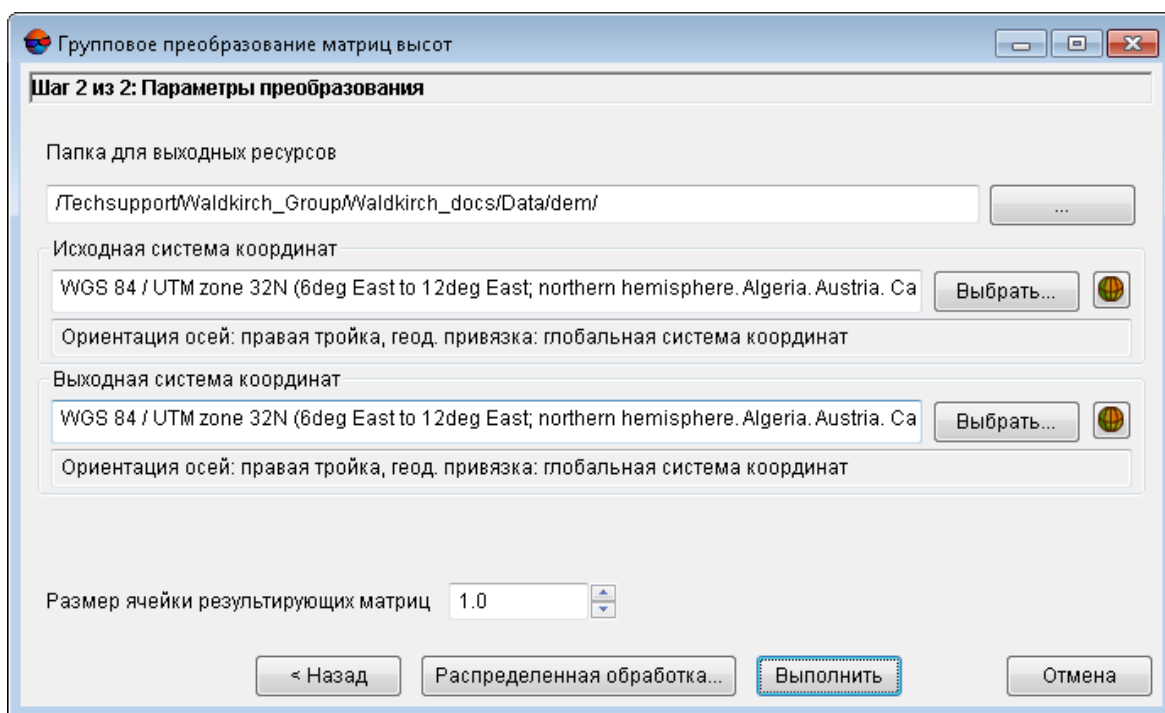 Групповое преобразование матриц высот
Шаг 2 из 2: Параметры преобразования
Папка для выходных ресурсов
/Techsupport/Waldkirch_Group/Waldkirch_docs/Data/dem/
...
Исходная система координат
WGS 84 / UTM zone 32N (6deg East to 12deg East; northern hemisphere. Algeria. Austria. Ca
Выбрать...
Ориентация осей: правая тройка, геод. привязка: глобальная система координат
Выходная система координат
WGS 84 / UTM zone 32N (6deg East to 12deg East; northern hemisphere. Algeria. Austria. Ca
Выбрать...
Ориентация осей: правая тройка, геод. привязка: глобальная система координат
Размер ячейки результирующих матриц 1.0
< Назад Распределенная обработка... Выполнить Отмена